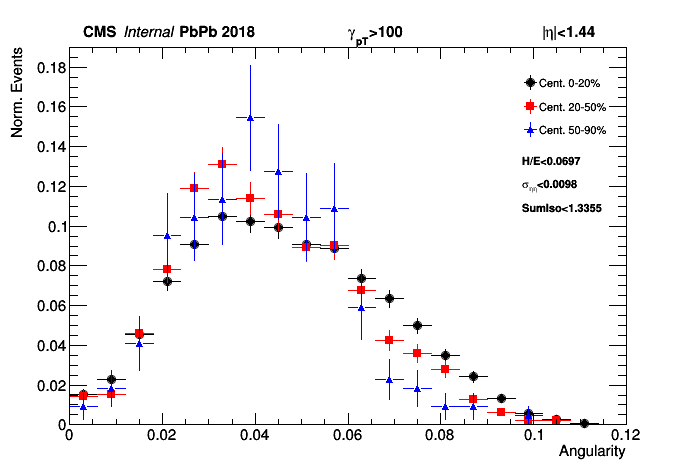 CMS Internal PbPb 2018 γpT>100 |η|<1.44
Norm. Events
0.18
0.16
0.14
0.12
0.1
0.08
0.06
0.04
0.02
0
Cent. 0-20%
Cent. 20-50%
Cent. 50-90%
H/E<0.0697
σηη<0.0098
SumIso<1.3355
0 0.02 0.04 0.06 0.08 0.1 0.12
Angularity